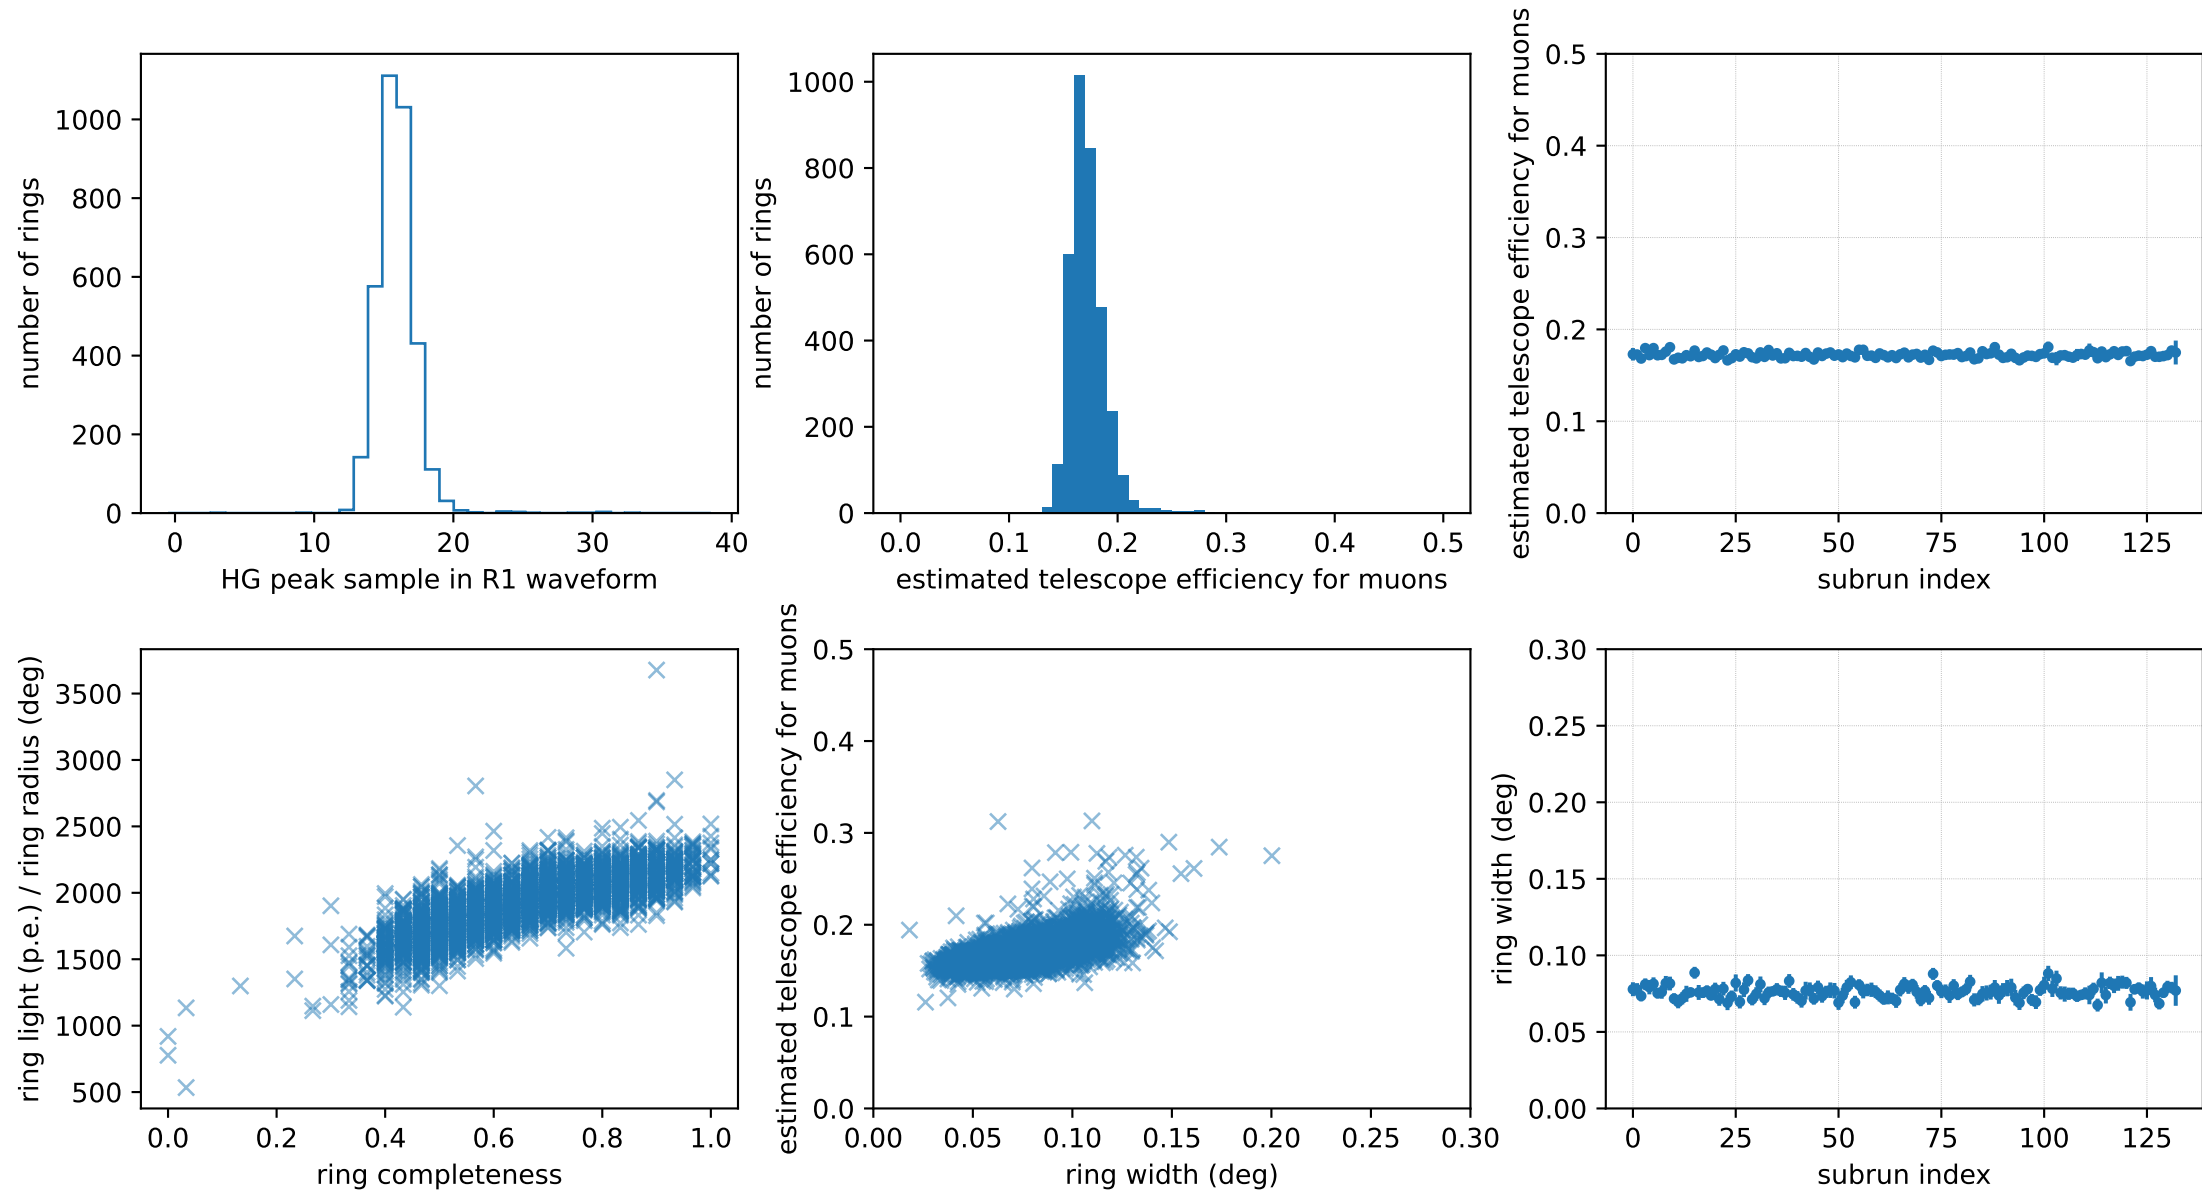 number of rings
1000
800
600
400
200
0
0 10 20 30 40
HG peak sample in R1 waveform
number of rings
1000
800
600
400
200
0
0.0 0.1 0.2 0.3 0.4 0.5
estimated telescope efficiency for muons
estimated telescope efficiency for muons
0.5
0.4
0.3
0.2
0.1
0.0
0 25 50 75 100 125
subrun index
ring light (p.e.) / ring radius (deg)
3500
3000
2500
2000
1500
1000
500
0.0 0.2 0.4 0.6 0.8 1.0
ring completeness
estimated telescope efficiency for muons
0.5
0.4
0.3
0.2
0.1
0.0
0.00 0.05 0.10 0.15 0.20 0.25 0.30
ring width (deg)
ring width (deg)
0.30
0.25
0.20
0.15
0.10
0.05
0.00
0 25 50 75 100 125
subrun index